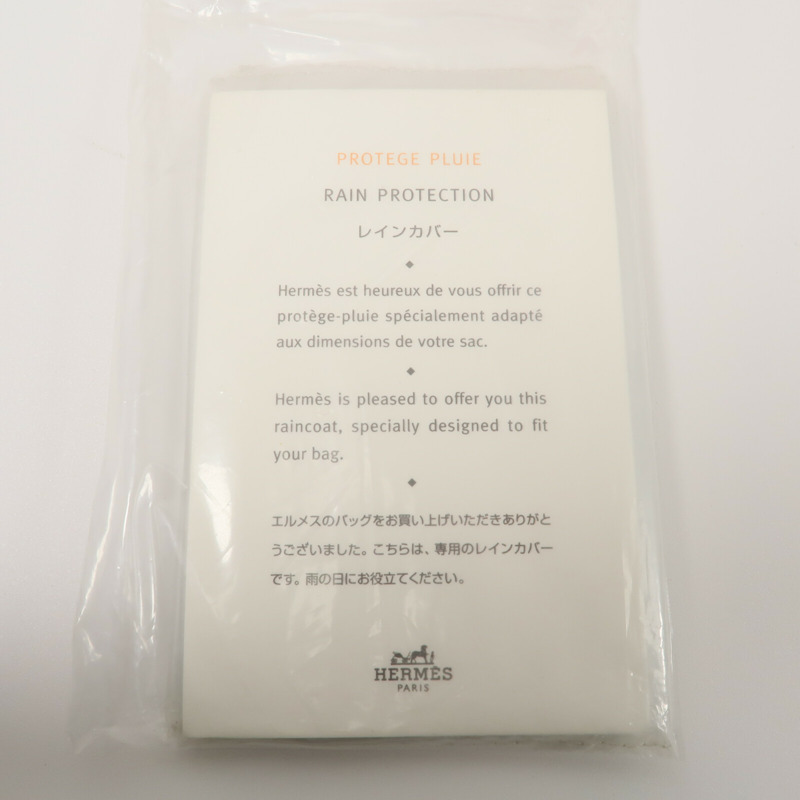 PROTEGE PLUIE
RAIN PROTECTION
レインカバー
Hermès est heureux de vous offrir ce
protège-pluie spécialement adapté
aux dimensions de votre sac.
Hermès is pleased to offer you this
raincoat, specially designed to fit
your bag.
エルメスのバッグをお買い上げいただきありがと
うございました。こちらは、専用のレインカバー
です。雨の日にお役立てください。
HERMÈS
PARIS